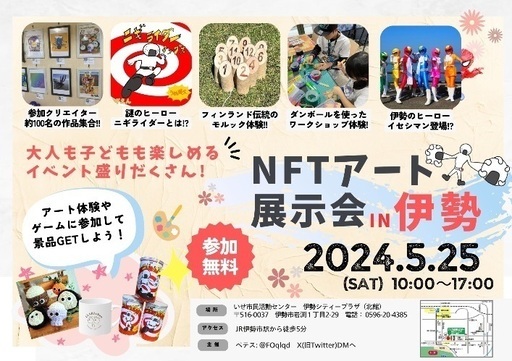 参加クリエイター
約100名の作品集合!!
謎のヒーロー
ニギライダーとは!?
フィンランド伝統の
モルック体験!!
ダンボールを使った
ワークショップ体験!!
伊勢のヒーロー
イセシマン登場!?
大人も子どもも楽しめる
イベント盛りだくさん!
NFTアート
展示会IN伊勢
アート体験や
ゲームに参加して
景品GETしよう!
参加
無料
2024.5.25
(SAT) 10:00〜17:00
場所
いせ市民活動センター 伊勢シティープラザ(北館)
〒516-0037 伊勢市岩渕1丁目2-29 電話: 0596-20-4385
アクセス
JR伊勢市駅から徒歩5分
主催
ベテス: @FOqlqd X(旧Twitter)DMへ